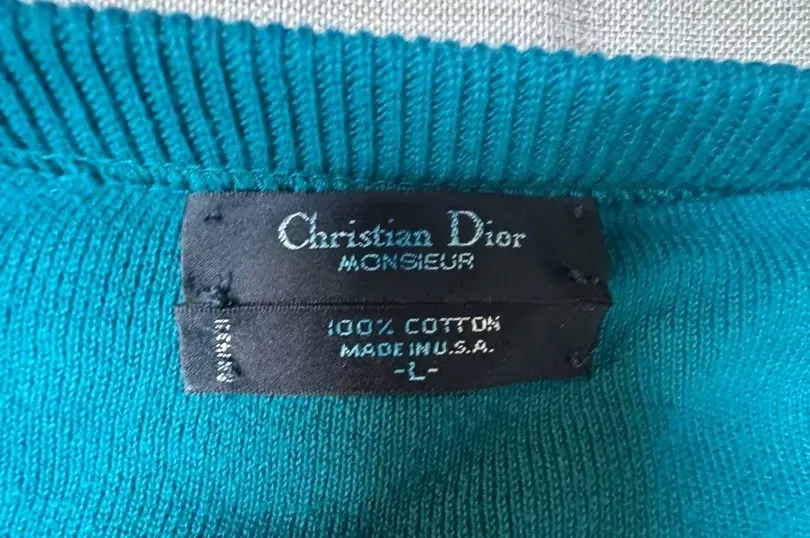 Christian Dior
MONSIEUR
100% COTTON
MADE IN U.S.A.
-L-